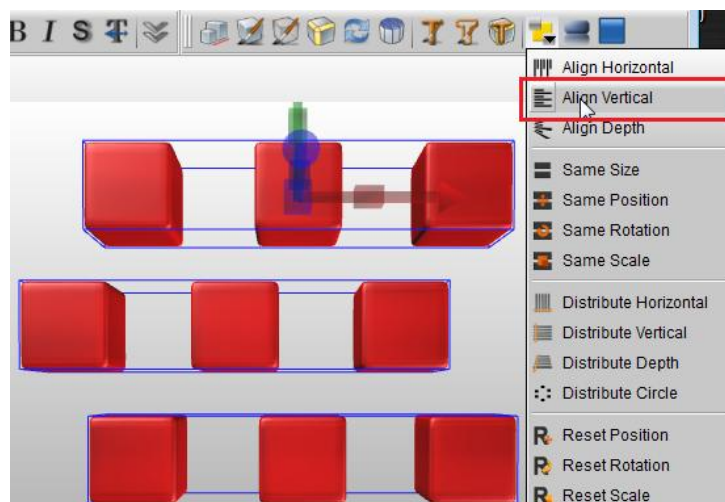 B I S T
Align Horizontal
Align Vertical
Align Depth
Same Size
Same Position
Same Rotation
Same Scale
Distribute Horizontal
Distribute Vertical
Distribute Depth
Distribute Circle
R Reset Position
R Reset Rotation
R Reset Scale